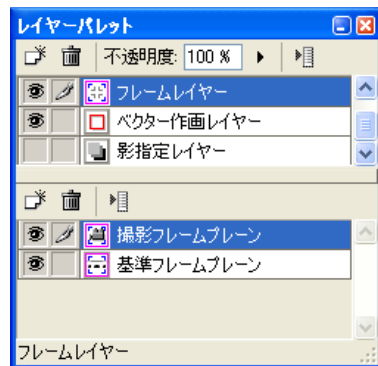 レイヤーパレット
不透明度: 100 %
フレームレイヤー
ベクター作画レイヤー
影指定レイヤー
撮影フレームプレーン
基準フレームプレーン
フレームレイヤー